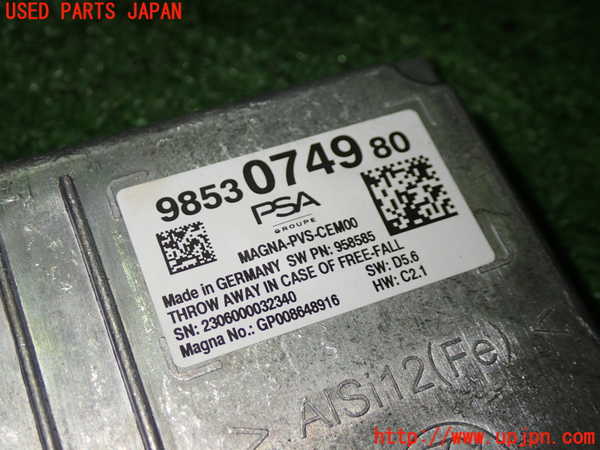 USED PARTS JAPAN
9853074980
PSA
GROUPE
MAGNA-PVS-CEM00
Made in GERMANY SW PN: 958585
THROW AWAY IN CASE OF FREE-FALL
SN: 2306000032340
SW: D5.6
Magna No.: GP008648916
HW: C2.1
> AlSi12(Fe) <
http://www.upjpn.com/